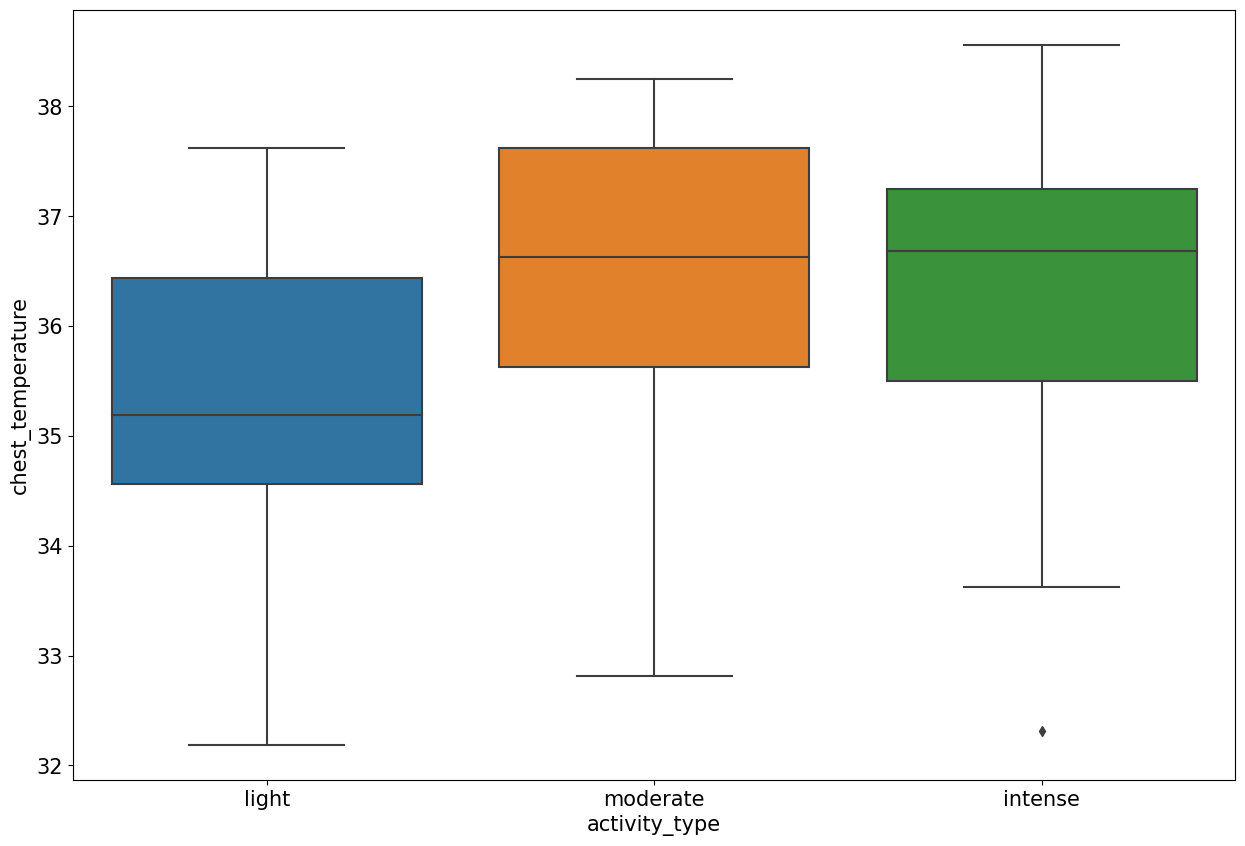 chest_temperature
38
37
36
35
34
33
32
light
moderate
intense
activity_type